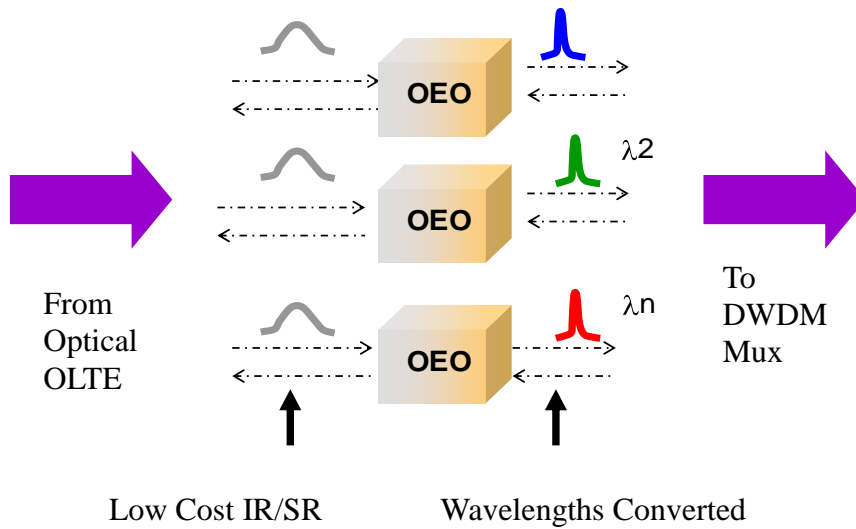 OEO
λ2
OEO
From
Optical
OLTE
To
DWDM
Mux
λn
OEO
Low Cost IR/SR
Wavelengths Converted